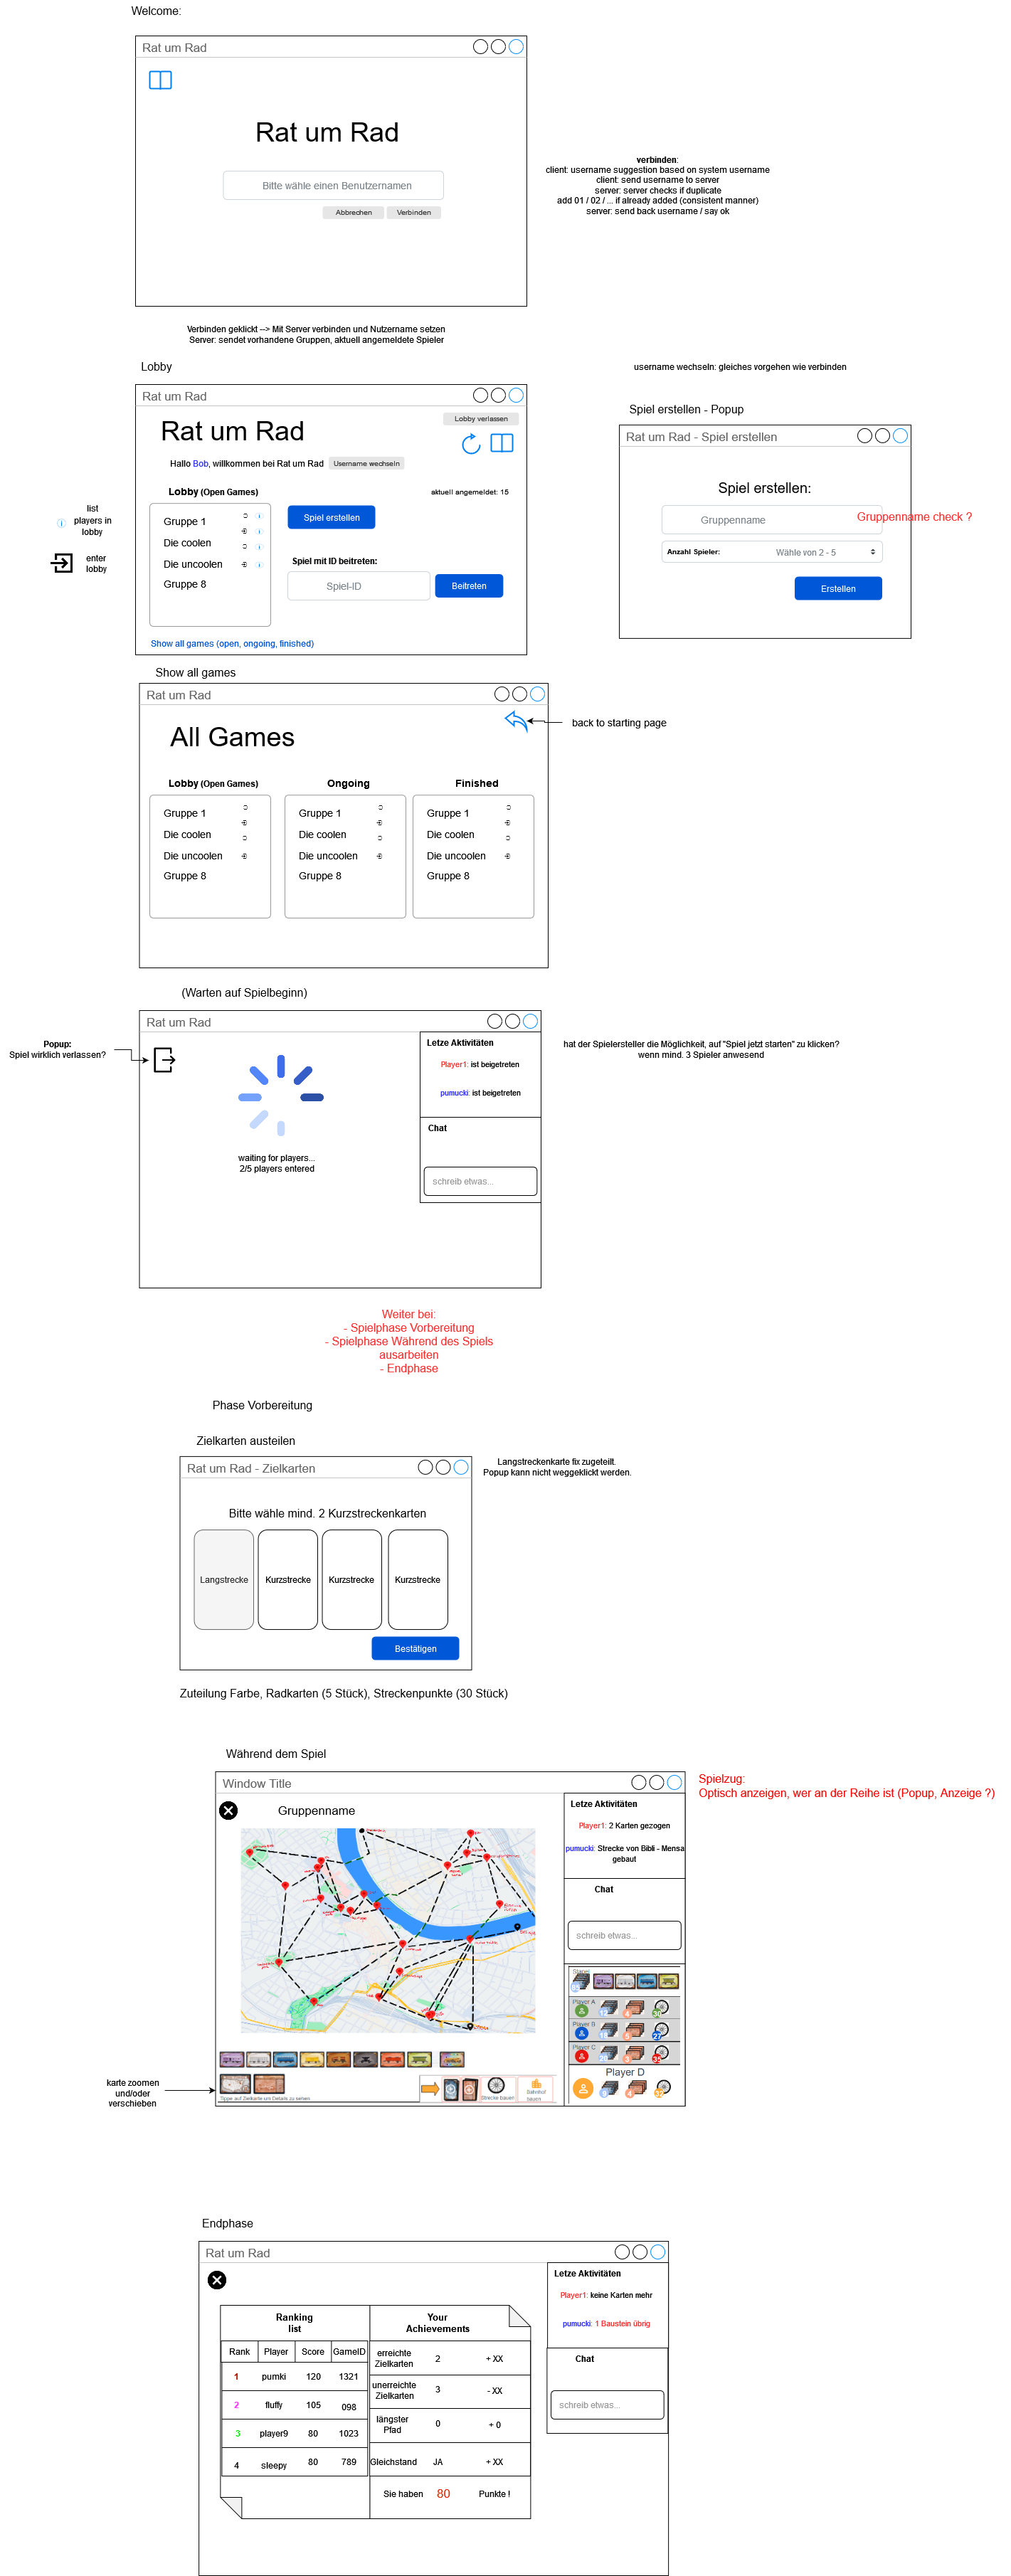 Welcome:
Rat um Rad
Rat um Rad
Bitte wähle einen Benutzernamen
Abbrechen
Verbinden
verbinden:
client: username suggestion based on system username
client: send username to server
server: server checks if duplicate
add 01 / 02 / ... if already added (consistent manner)
server: send back username / say ok
Verbinden geklickt --> Mit Server verbinden und Nutzername setzen
Server: sendet vorhandene Gruppen, aktuell angemeldete Spieler
Lobby
Rat um Rad
Lobby verlassen
Rat um Rad
Hallo Bob, willkommen bei Rat um Rad
Username wechseln
Lobby (Open Games)
aktuell angemeldet: 15
Gruppe 1
Die coolen
Die uncoolen
Gruppe 8
Spiel erstellen
Spiel mit ID beitreten:
Spiel-ID
Beitreten
Show all games (open, ongoing, finished)
list
players in
lobby
enter
lobby
username wechseln: gleiches vorgehen wie verbinden
Spiel erstellen - Popup
Rat um Rad - Spiel erstellen
Spiel erstellen:
Gruppenname
Gruppenname check ?
Anzahl Spieler:
Wähle von 2 - 5
Erstellen
Show all games
Rat um Rad
All Games
back to starting page
Lobby (Open Games)
Gruppe 1
Die coolen
Die uncoolen
Gruppe 8
Ongoing
Gruppe 1
Die coolen
Die uncoolen
Gruppe 8
Finished
Gruppe 1
Die coolen
Die uncoolen
Gruppe 8
(Warten auf Spielbeginn)
Rat um Rad
Popup:
Spiel wirklich verlassen?
waiting for players...
2/5 players entered
Letze Aktivitäten
Player1: ist beigetreten
pumucki: ist beigetreten
Chat
schreib etwas...
hat der Spielersteller die Möglichkeit, auf "Spiel jetzt starten" zu klicken?
wenn mind. 3 Spieler anwesend
Weiter bei:
- Spielphase Vorbereitung
- Spielphase Während des Spiels
ausarbeiten
- Endphase
Phase Vorbereitung
Zielkarten austeilen
Rat um Rad - Zielkarten
Langstreckenkarte fix zugeteilt.
Popup kann nicht weggeklickt werden.
Bitte wähle mind. 2 Kurzstreckenkarten
Langstrecke
Kurzstrecke
Kurzstrecke
Kurzstrecke
Bestätigen
Zuteilung Farbe, Radkarten (5 Stück), Streckenpunkte (30 Stück)
Während dem Spiel
Window Title
Gruppenname
Letze Aktivitäten
Player1: 2 Karten gezogen
pumucki: Strecke von Bibli - Mensa
gebaut
Chat
schreib etwas...
Spielzug:
Optisch anzeigen, wer an der Reihe ist (Popup, Anzeige ?)
Stapel
Player A
Player B
27
Player C
Player D
karte zoomen
und/oder
verschieben
Tippe auf Zielkarte um Details zu sehen
Strecke bauen
Bahnhof
bauen
Endphase
Rat um Rad
Letze Aktivitäten
Player1: keine Karten mehr
pumucki: 1 Baustein übrig
Chat
schreib etwas...
Ranking
list
Rank Player Score GameID
1 pumki 120 1321
2 fluffy 105 098
3 player9 80 1023
4 sleepy 80 789
Your
Achievements
erreichte
Zielkarten
2 + XX
unerreichte
Zielkarten
3 - XX
längster
Pfad
0 + 0
Gleichstand JA + XX
Sie haben 80 Punkte !